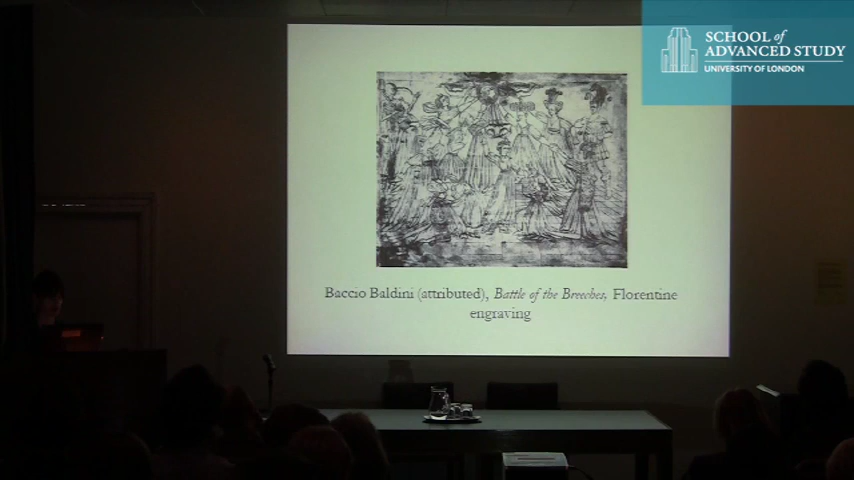 SCHOOL of
ADVANCED STUDY
UNIVERSITY OF LONDON
Baccio Baldini (attributed), Battle of the Breeches, Florentine
engraving